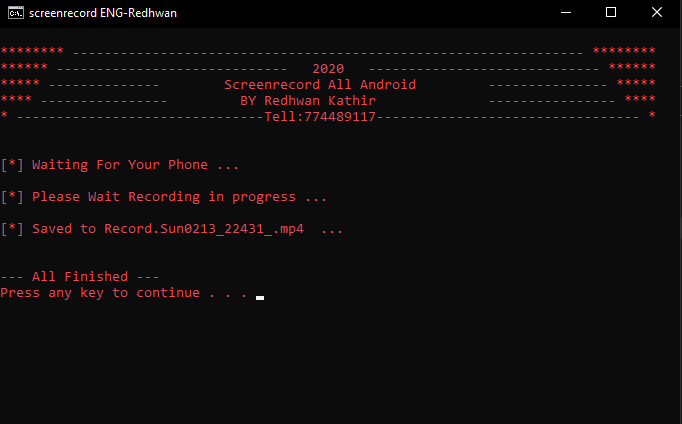 screenrecord ENG-Redhwan
******** ---------------------------------------------------------------- ********
****** ----------------------------- 2020 ----------------------------- ******
***** -------------- Screenrecord All Android --------------- *****
**** ---------------- BY Redhwan Kathir ---------------- ****
* -------------------------------Tell:774489117--------------------------------- *
[*] Waiting For Your Phone ...
[*] Please Wait Recording in progress ...
[*] Saved to Record.Sun0213_22431_.mp4 ...
--- All Finished ---
Press any key to continue . . .